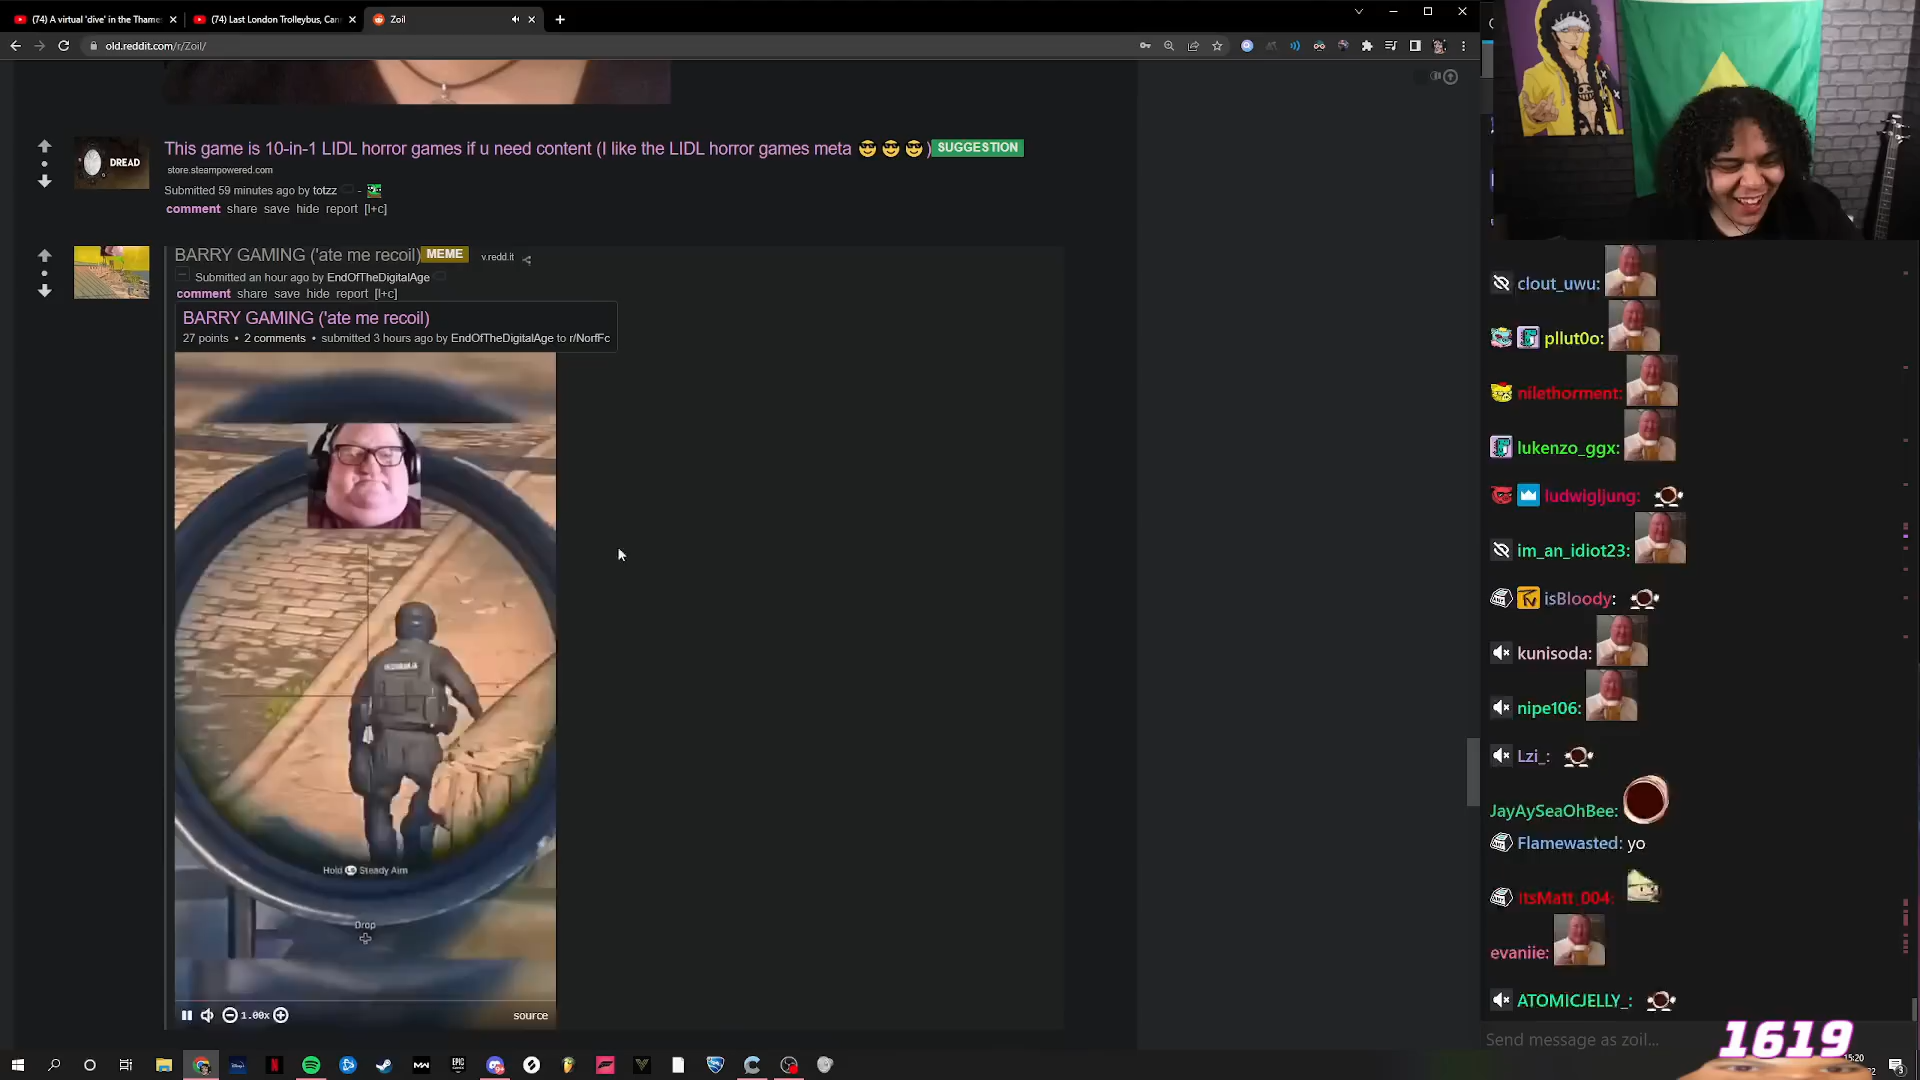 (74) A virtual 'dive' in the Thame
(74) Last London Trolleybus, Can
Zoil
old.reddit.com/r/Zoil/
DREAD
This game is 10-in-1 LIDL horror games if u need content (I like the LIDL horror games meta 😎 😎 😎 )
SUGGESTION
store.steampowered.com
Submitted 59 minutes ago by totzz -
comment share save hide report [l+c]
BARRY GAMING ('ate me recoil) MEME v.redd.it
Submitted an hour ago by EndOfTheDigitalAge
comment share save hide report [l+c]
BARRY GAMING ('ate me recoil)
27 points • 2 comments • submitted 3 hours ago by EndOfTheDigitalAge to r/NorfFc
Hold LS Steady Aim
Drop
1.00x
source
clout_uwu:
pllut0o:
nilethorment:
lukenzo_ggx:
ludwigljung:
im_an_idiot23:
isBloody:
kunisoda:
nipe106:
Lzi_:
JayAySeaOhBee:
Flamewasted: yo
ItsMatt_004:
evaniie:
ATOMICJELLY_:
Send message as zoil...
1619
15:20